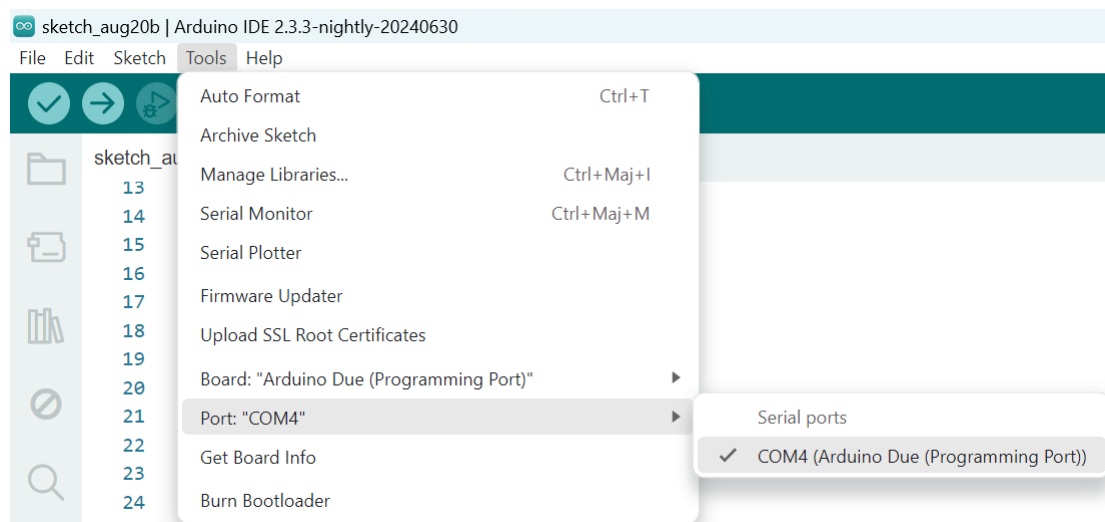 sketch_aug20b | Arduino IDE 2.3.3-nightly-20240630
File Edit Sketch Tools Help
Auto Format Ctrl+T
Archive Sketch
sketch_au
Manage Libraries... Ctrl+Maj+I
13
Serial Monitor Ctrl+Maj+M
14
15
Serial Plotter
16
Firmware Updater
17
18
Upload SSL Root Certificates
19
Board: "Arduino Due (Programming Port)"
20
21
Port: "COM4"
Serial ports
22
Get Board Info
COM4 (Arduino Due (Programming Port))
23
24
Burn Bootloader